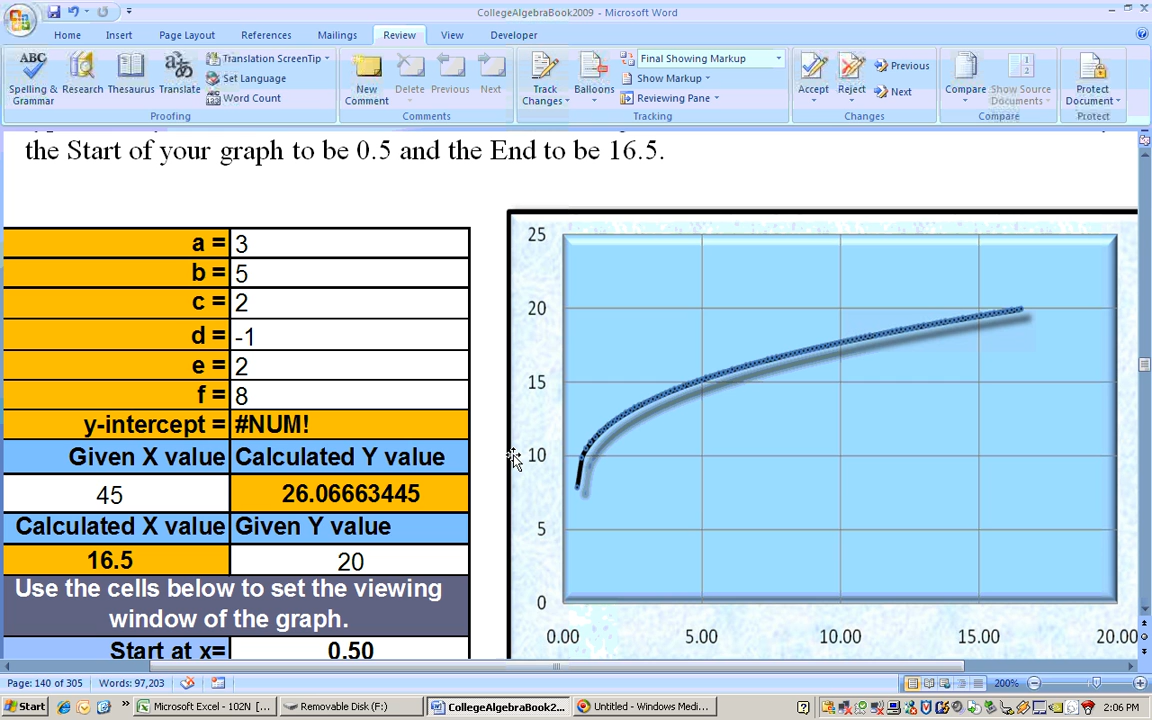 CollegeAlgebraBook2009 - Microsoft Word
Home Insert Page Layout References Mailings Review View Developer
ABC Spelling & Grammar
Research
Thesaurus
Translate
Translation ScreenTip
Set Language
ABC 123 Word Count
Proofing
New Comment
Delete
Previous
Next
Comments
Track Changes
Balloons
Final Showing Markup
Show Markup
Reviewing Pane
Tracking
Accept
Reject
Previous
Next
Changes
Compare
Show Source Documents
Compare
Protect Document
Protect
the Start of your graph to be 0.5 and the End to be 16.5.
a = 3
b = 5
c = 2
d = -1
e = 2
f = 8
y-intercept = #NUM!
Given X value Calculated Y value
45 26.06663445
Calculated X value Given Y value
16.5 20
Use the cells below to set the viewing
window of the graph.
Start at x= 0.50
25
20
15
10
5
0
0.00 5.00 10.00 15.00 20.00
Page: 140 of 305 Words: 97,203 200%
Start Microsoft Excel - 102N [... Removable Disk (F:) CollegeAlgebraBook2... Untitled - Windows Medi... 2:06 PM